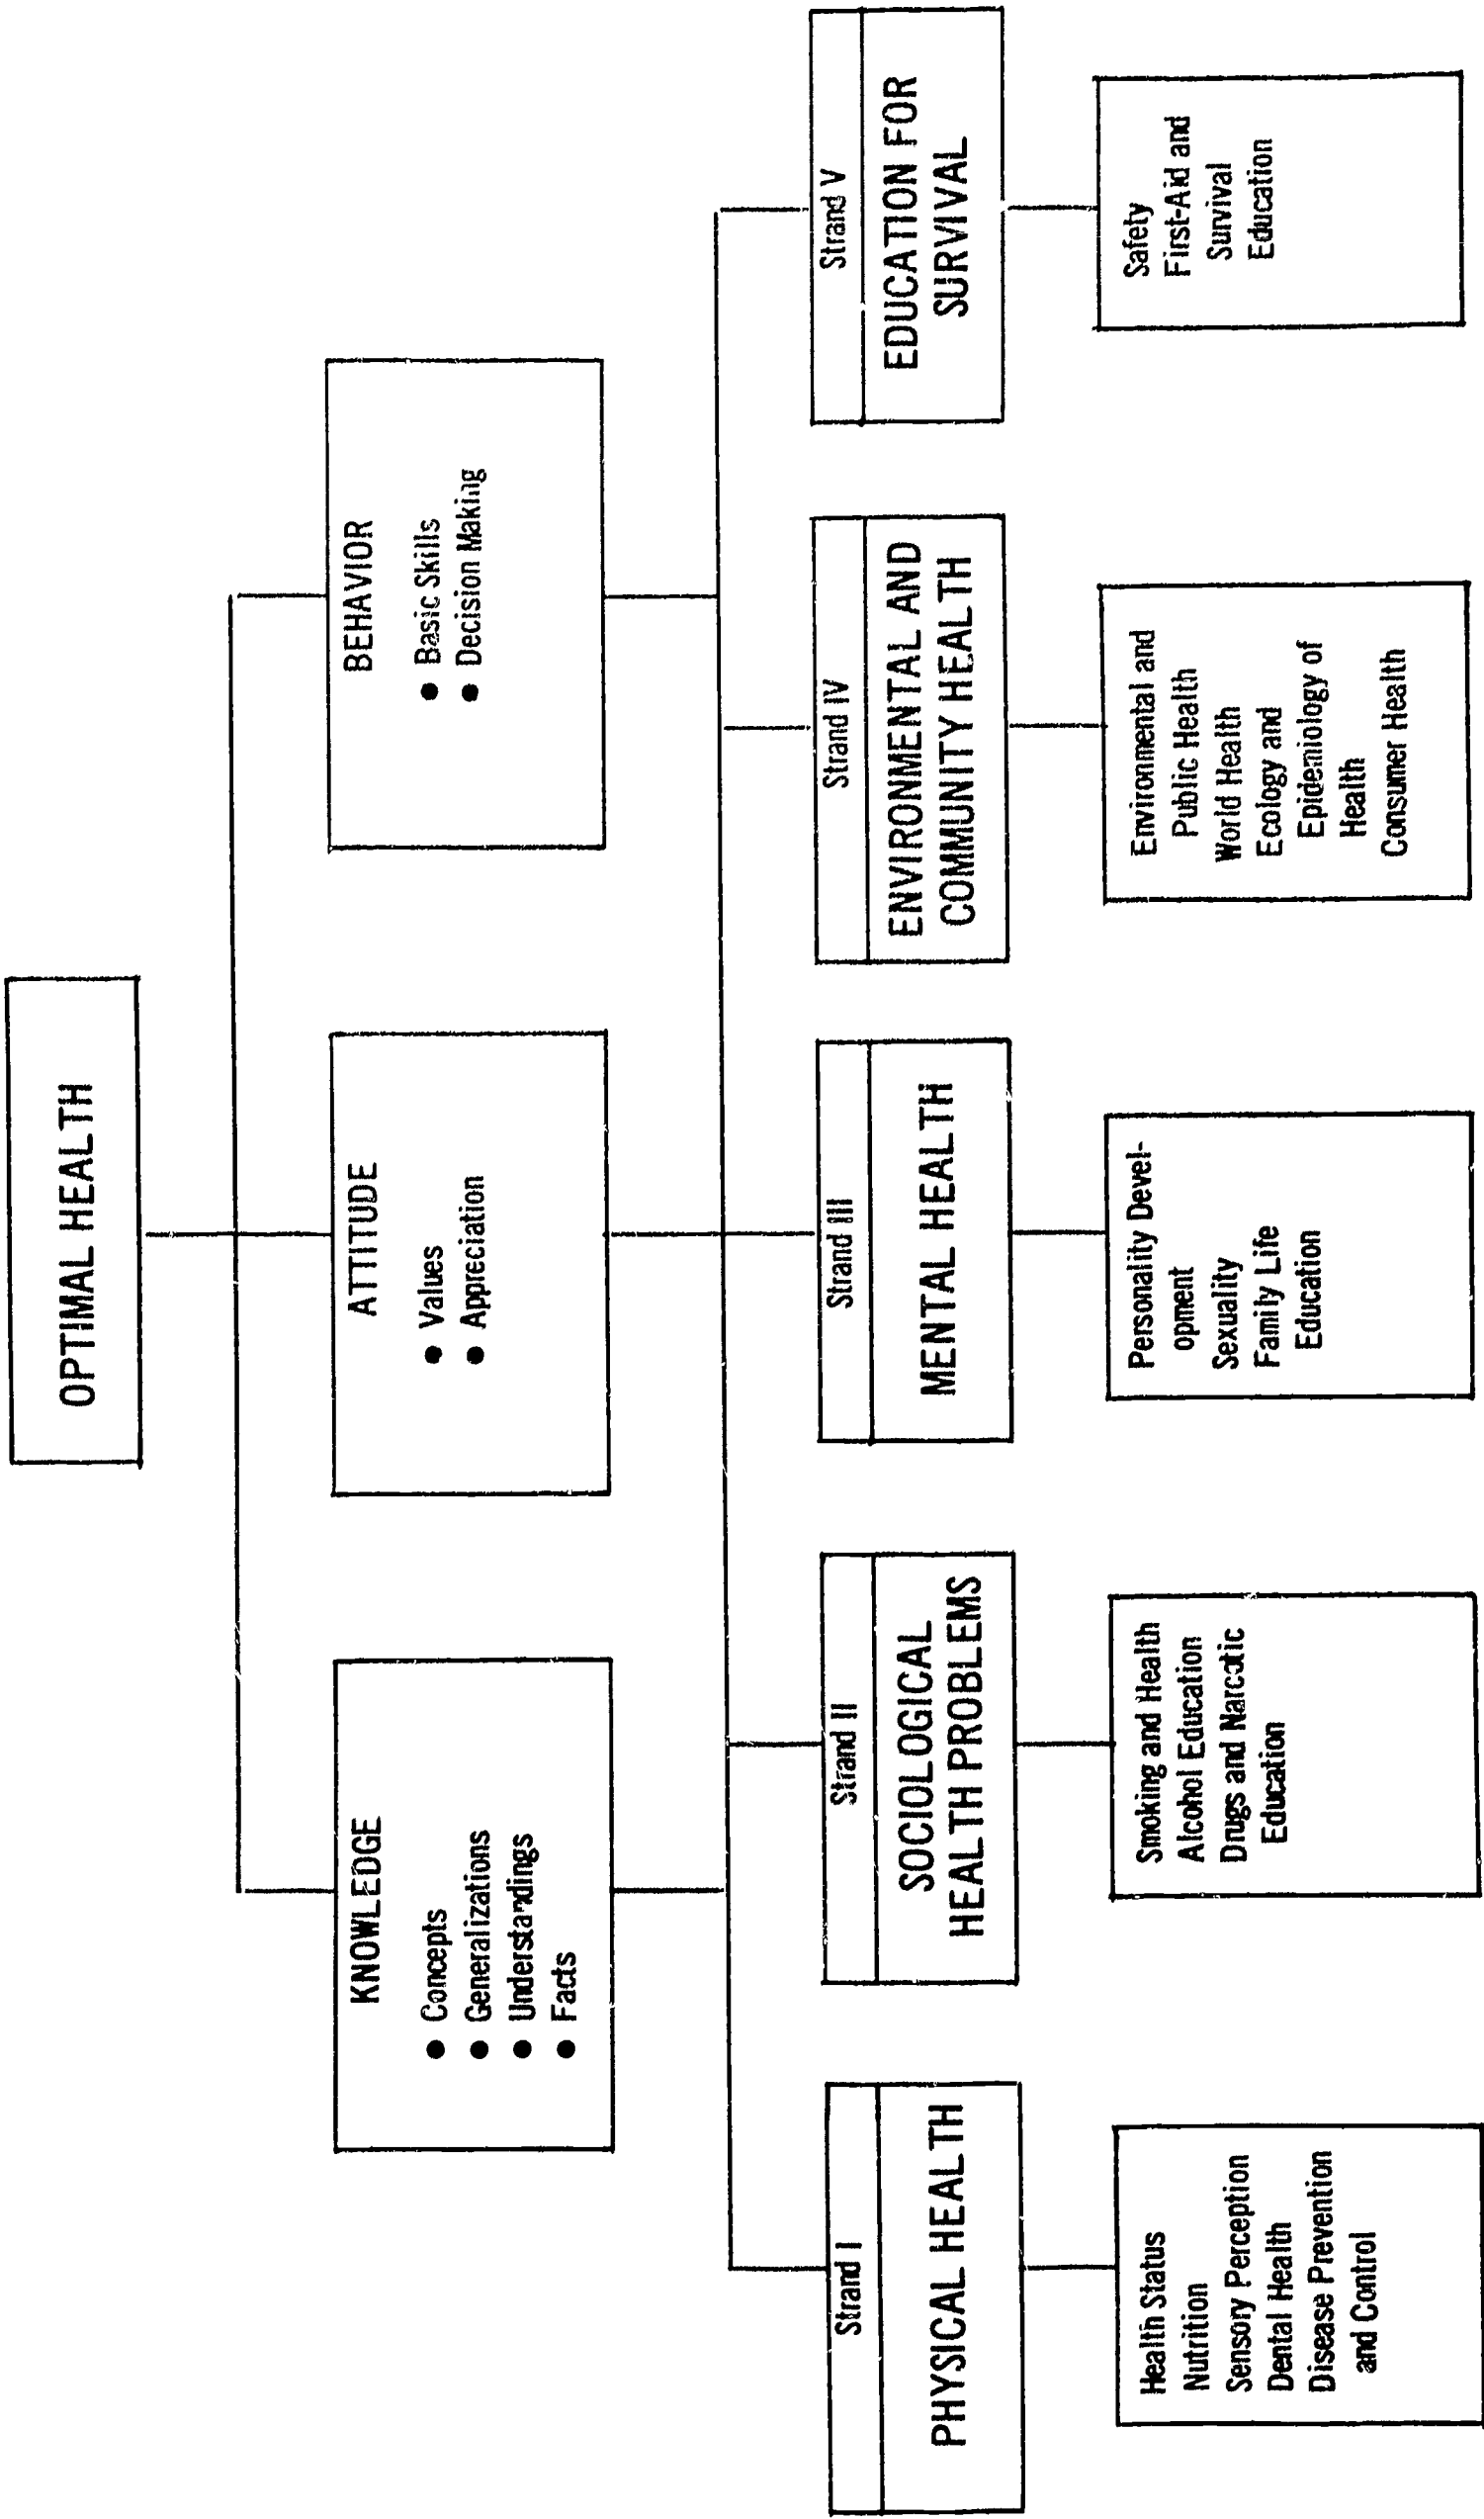 OPTIMAL HEALTH
KNOWLEDGE
● Concepts
● Generalizations
● Understandings
● Facts
ATTITUDE
● Values
● Appreciation
BEHAVIOR
● Basic Skills
● Decision Making
Strand I
PHYSICAL HEALTH
Health Status
Nutrition
Sensory Perception
Dental Health
Disease Prevention
and Control
Strand II
SOCIOLOGICAL
HEALTH PROBLEMS
Smoking and Health
Alcohol Education
Drugs and Narcotic
Education
Strand III
MENTAL HEALTH
Personality Devel-
opment
Sexuality
Family Life
Education
Strand IV
ENVIRONMENTAL AND
COMMUNITY HEALTH
Environmental and
Public Health
World Health
Ecology and
Epidemiology of
Health
Consumer Health
Strand V
EDUCATION FOR
SURVIVAL
Safety
First-Aid and
Survival
Education